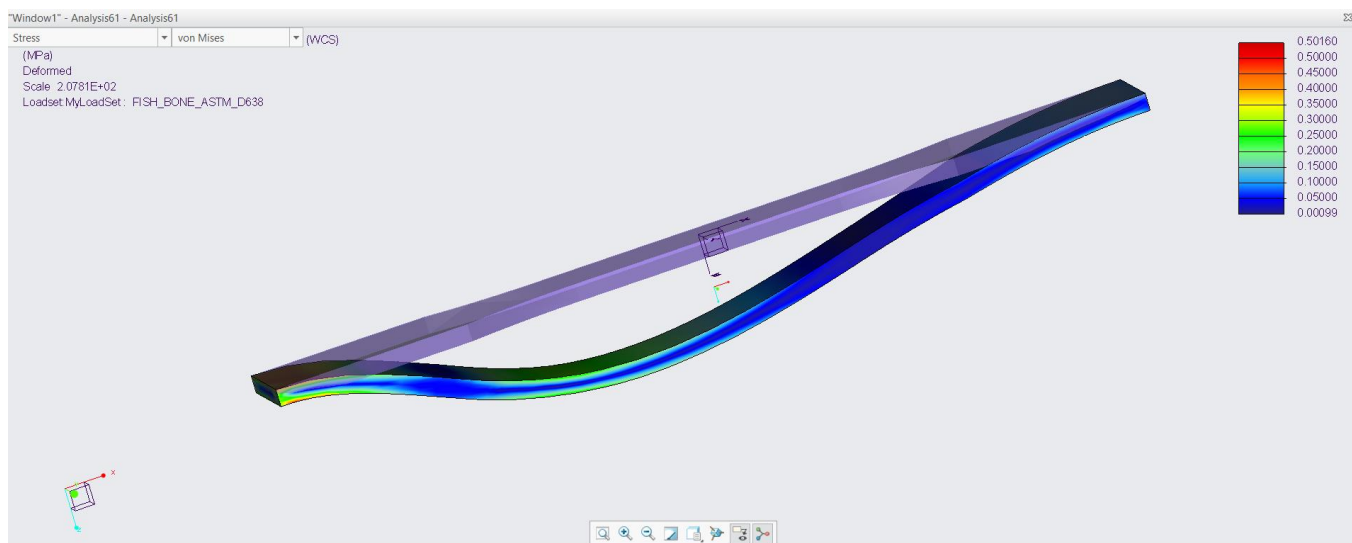 "Window1" - Analysis61 - Analysis61
Stress von Mises (WCS)
(MPa)
Deformed
Scale 2.0781E+02
Loadset:MyLoadSet : FISH_BONE_ASTM_D638
0.50160
0.50000
0.45000
0.40000
0.35000
0.30000
0.25000
0.20000
0.15000
0.10000
0.05000
0.00099
X